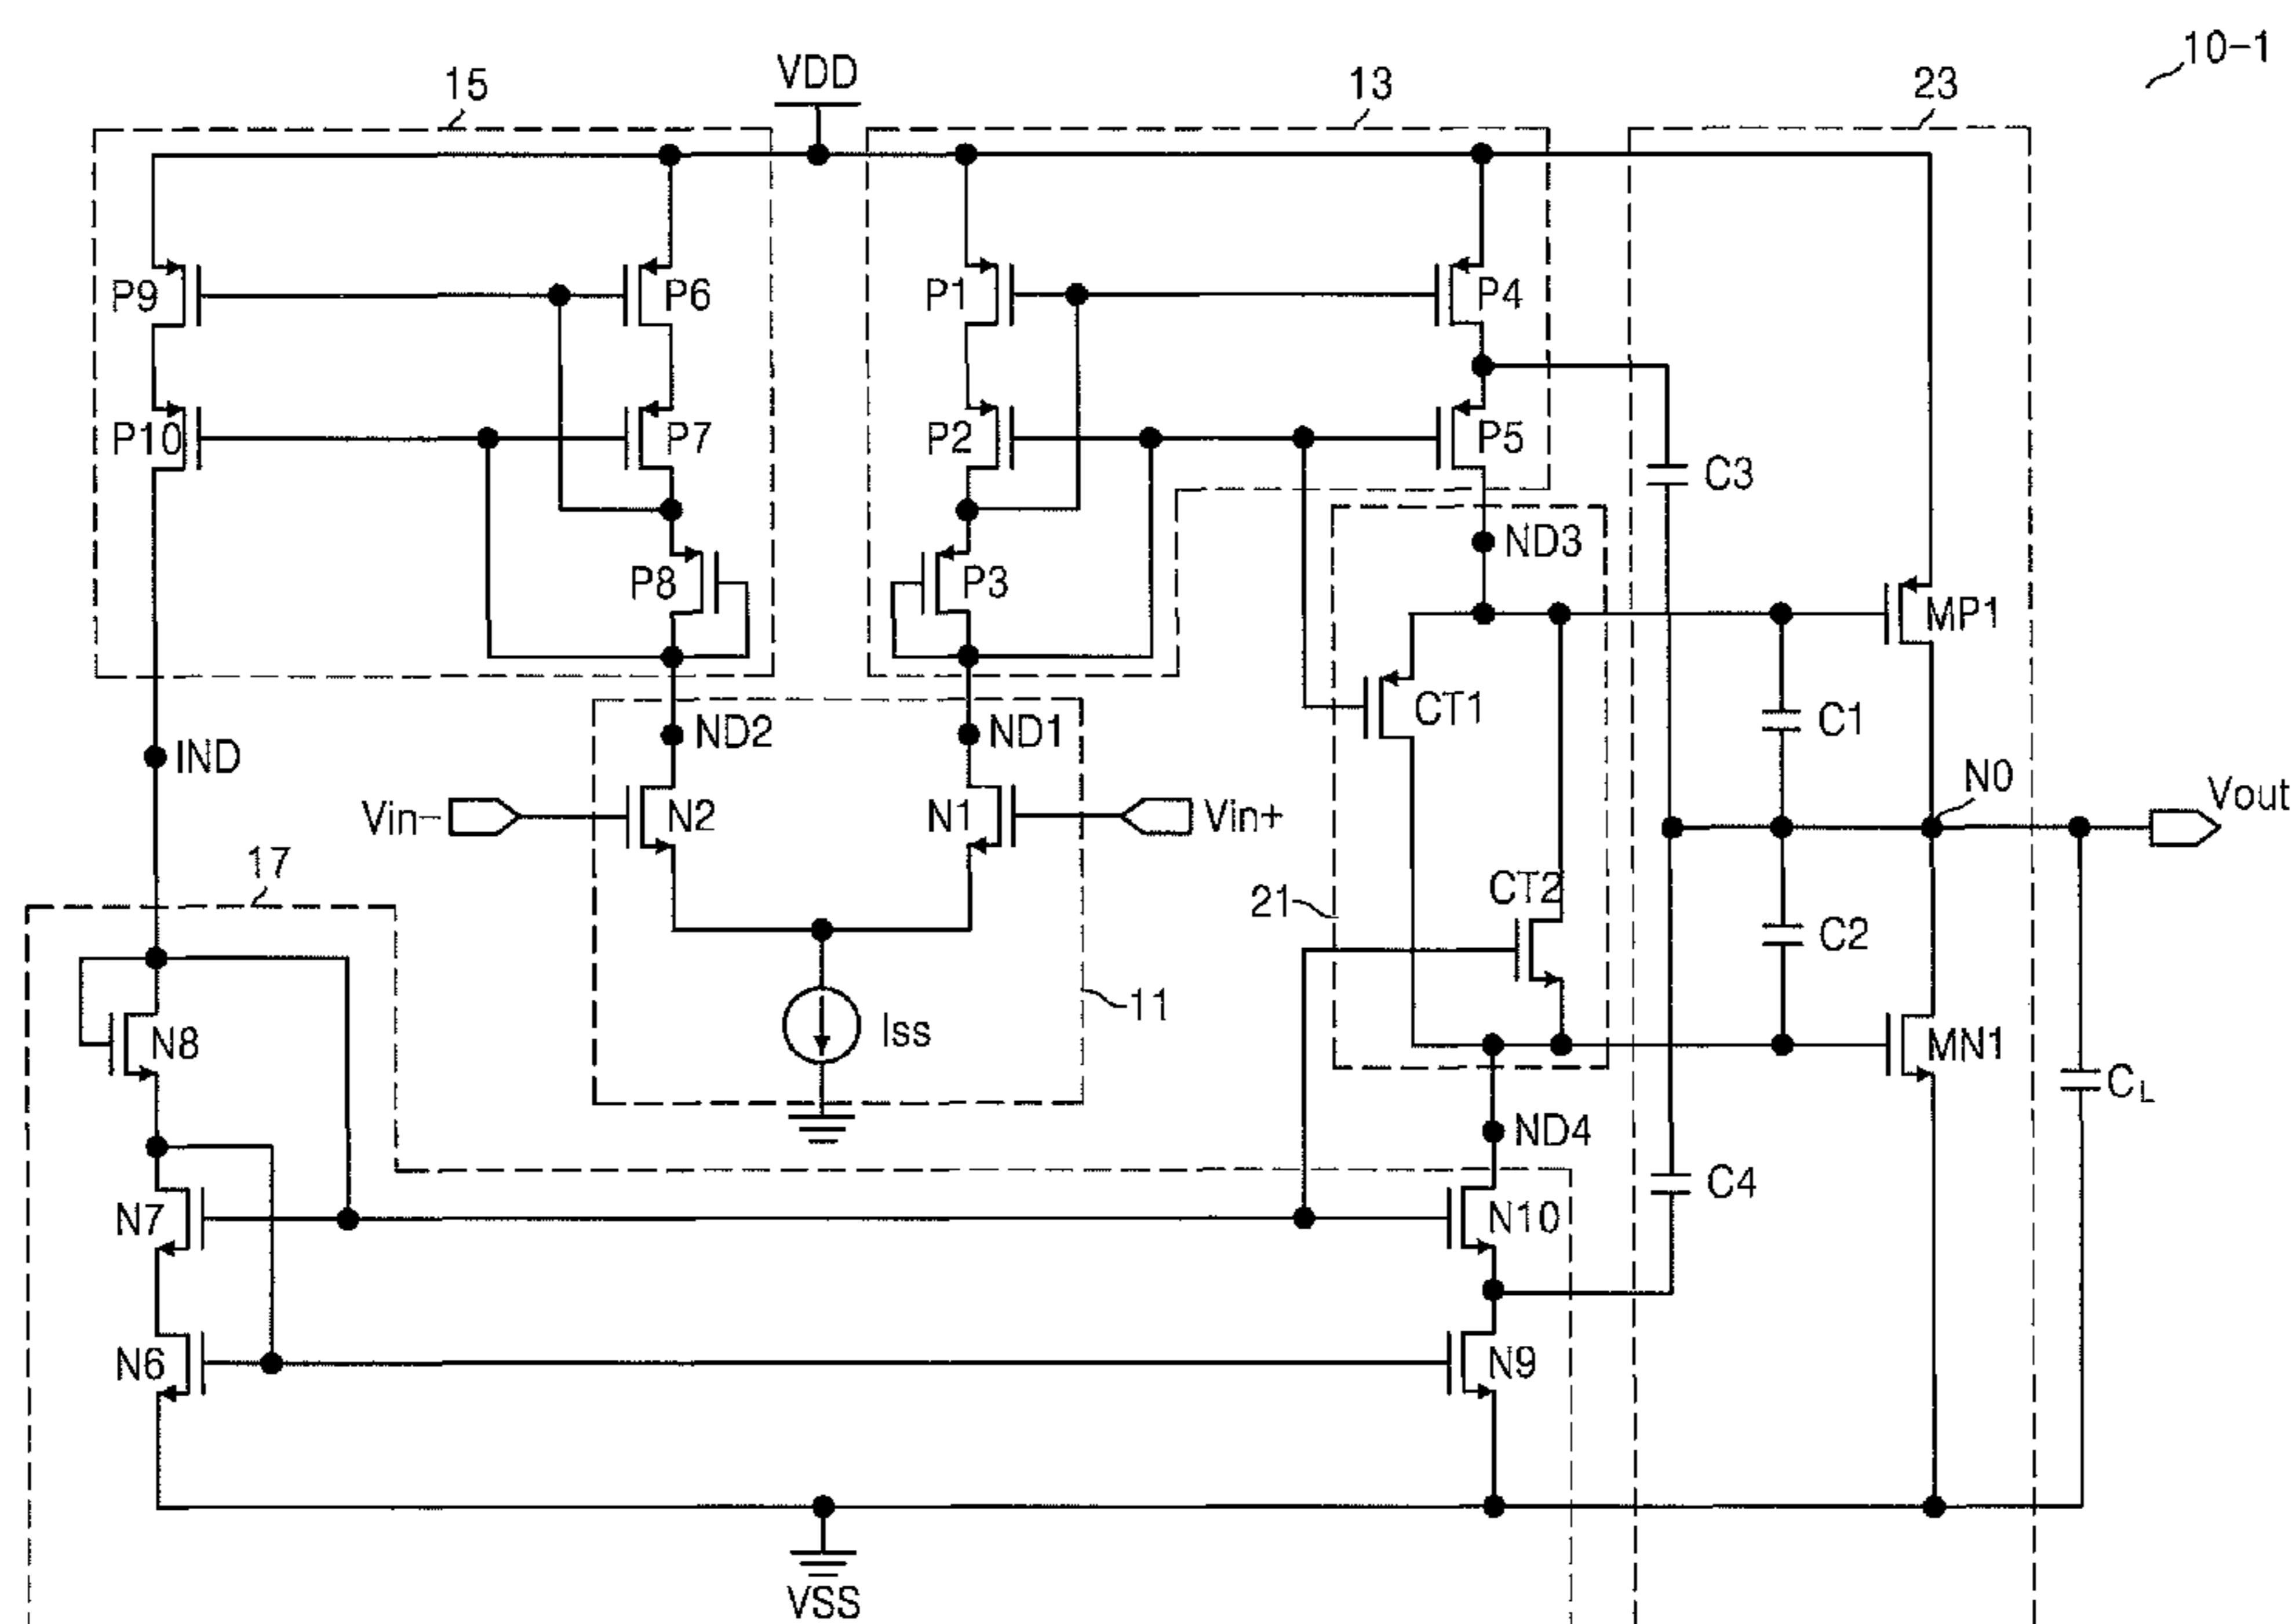 10-1
15
VDD
13
23
P9
P6
P1
P4
P10
P7
P2
P5
C3
ND3
P8
P3
MP1
CT1
C1
ND2
ND1
IND
N0
Vout
Vin-
N2
N1
Vin+
17
CT2
21
C2
Iss
11
N8
MN1
CL
ND4
C4
N7
N10
N6
N9
VSS